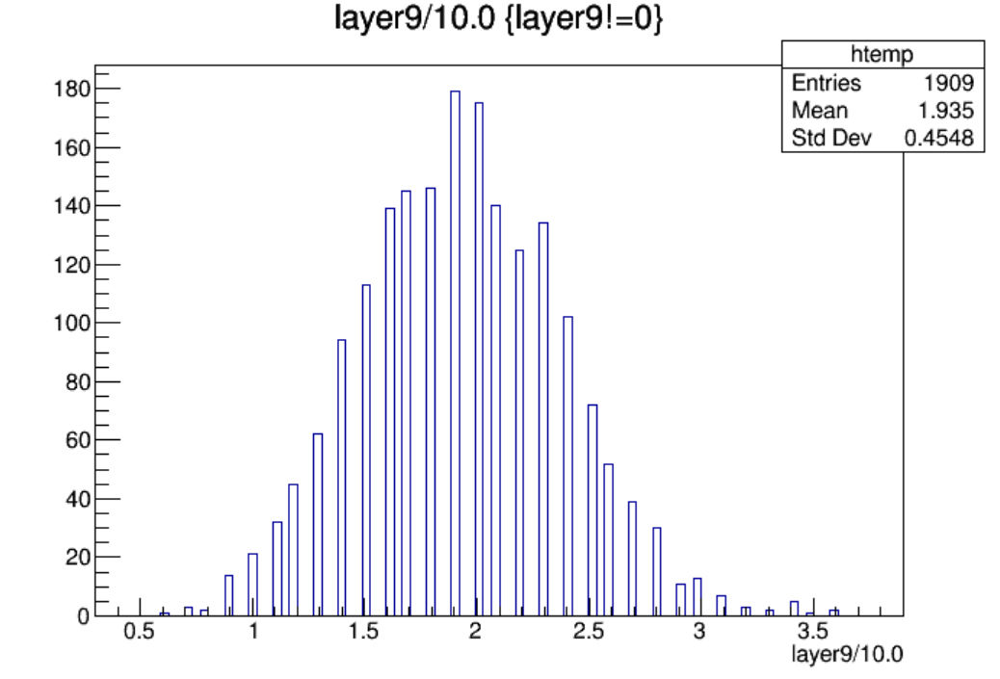 layer9/10.0 {layer9!=0}
htemp
Entries 1909
Mean 1.935
Std Dev 0.4548
180
160
140
120
100
80
60
40
20
0
0.5 1 1.5 2 2.5 3 3.5
layer9/10.0